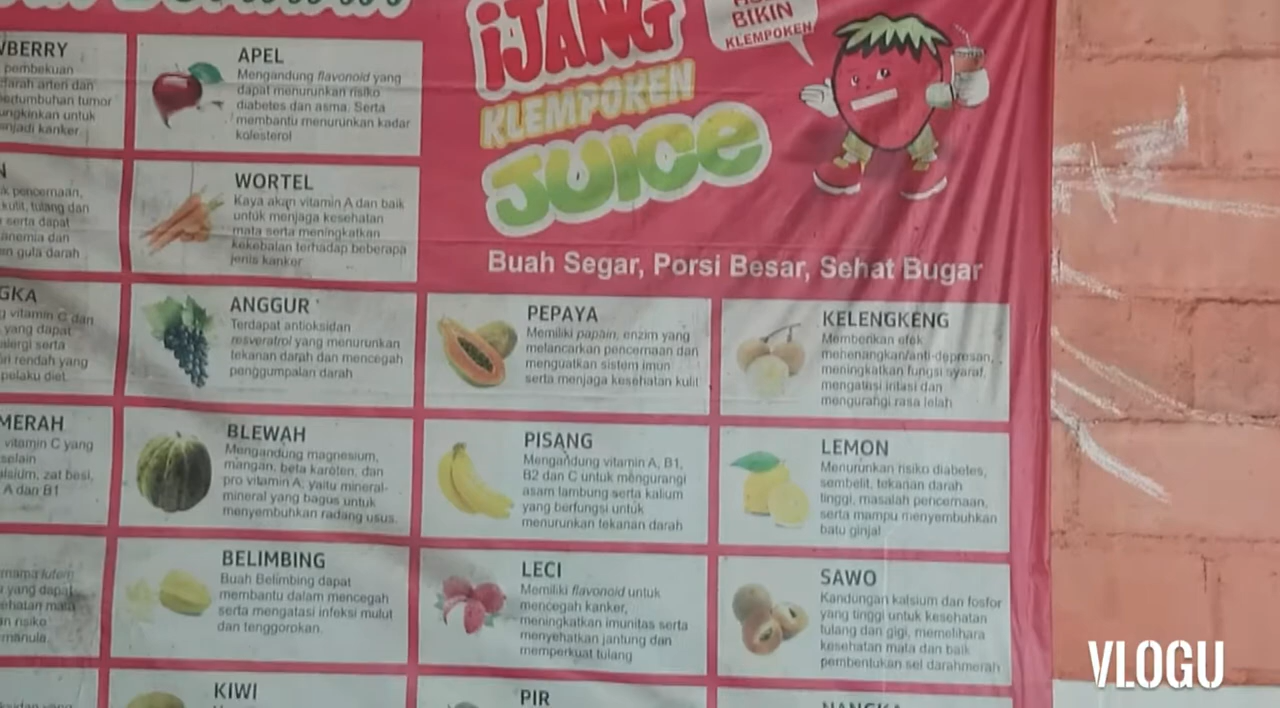 WBERRY
pembekuan
darah arteri dan
pertumbuhan tumor
ungkinkan untuk
enjadi kanker.
APEL
Mengandung flavonoid yang
dapat menurunkan risiko
diabetes dan asma. Serta
membantu menurunkan kadar
kolesterol
iJANG
KLEMPOKEN
JUICE
BIKIN
KLEMPOKEN
Buah Segar, Porsi Besar, Sehat Bugar
N
pencernaan,
kulit, tulang dan
serta dapat
anemia dan
gula darah
WORTEL
Kaya akan vitamin A dan baik
untuk menjaga kesehatan
mata serta meningkatkan
kekebalan terhadap beberapa
jenis kanker
GKA
vitamin C dan
yang dapat
alergi serta
rendah yang
pelaku diet.
ANGGUR
Terdapat antioksidan
resveratrol yang menurunkan
tekanan darah dan mencegah
penggumpalan darah
PEPAYA
Memiliki papain, enzim yang
melancarkan pencernaan dan
menguatkan sistem imun
serta menjaga kesehatan kulit
KELENGKENG
Memberikan efek
menenangkan/anti-depresan,
meningkatkan fungsi syaraf,
mengatasi iritasi dan
mengurangi rasa lelah
MERAH
vitamin C yang
selain
alsium, zat besi,
A dan B1
BLEWAH
Mengandung magnesium,
mangan, beta karoten, dan
pro vitamin A, yaitu mineral-
mineral yang bagus untuk
menyembuhkan radang usus.
PISANG
Mengandung vitamin A, B1,
B2 dan C untuk mengurangi
asam lambung serta kalium
yang berfungsi untuk
menurunkan tekanan darah
LEMON
Menurunkan risiko diabetes,
sembelit, tekanan darah
tinggi, masalah pencernaan,
serta mampu menyembuhkan
batu ginjal
lutein
yang dapat
ehatan mata
risiko
BELIMBING
Buah Belimbing dapat
membantu dalam mencegah
serta mengatasi infeksi mulut
dan tenggorokan.
LECI
Memiliki flavonoid untuk
mencegah kanker,
meningkatkan imunitas serta
menyehatkan jantung dan
memperkuat tulang
SAWO
Kandungan kalsium dan fosfor
yang tinggi untuk kesehatan
tulang dan gigi, memelihara
kesehatan mata dan baik
pembentukan sel darahmerah
KIWI
PIR
NANGKA
VLOGU